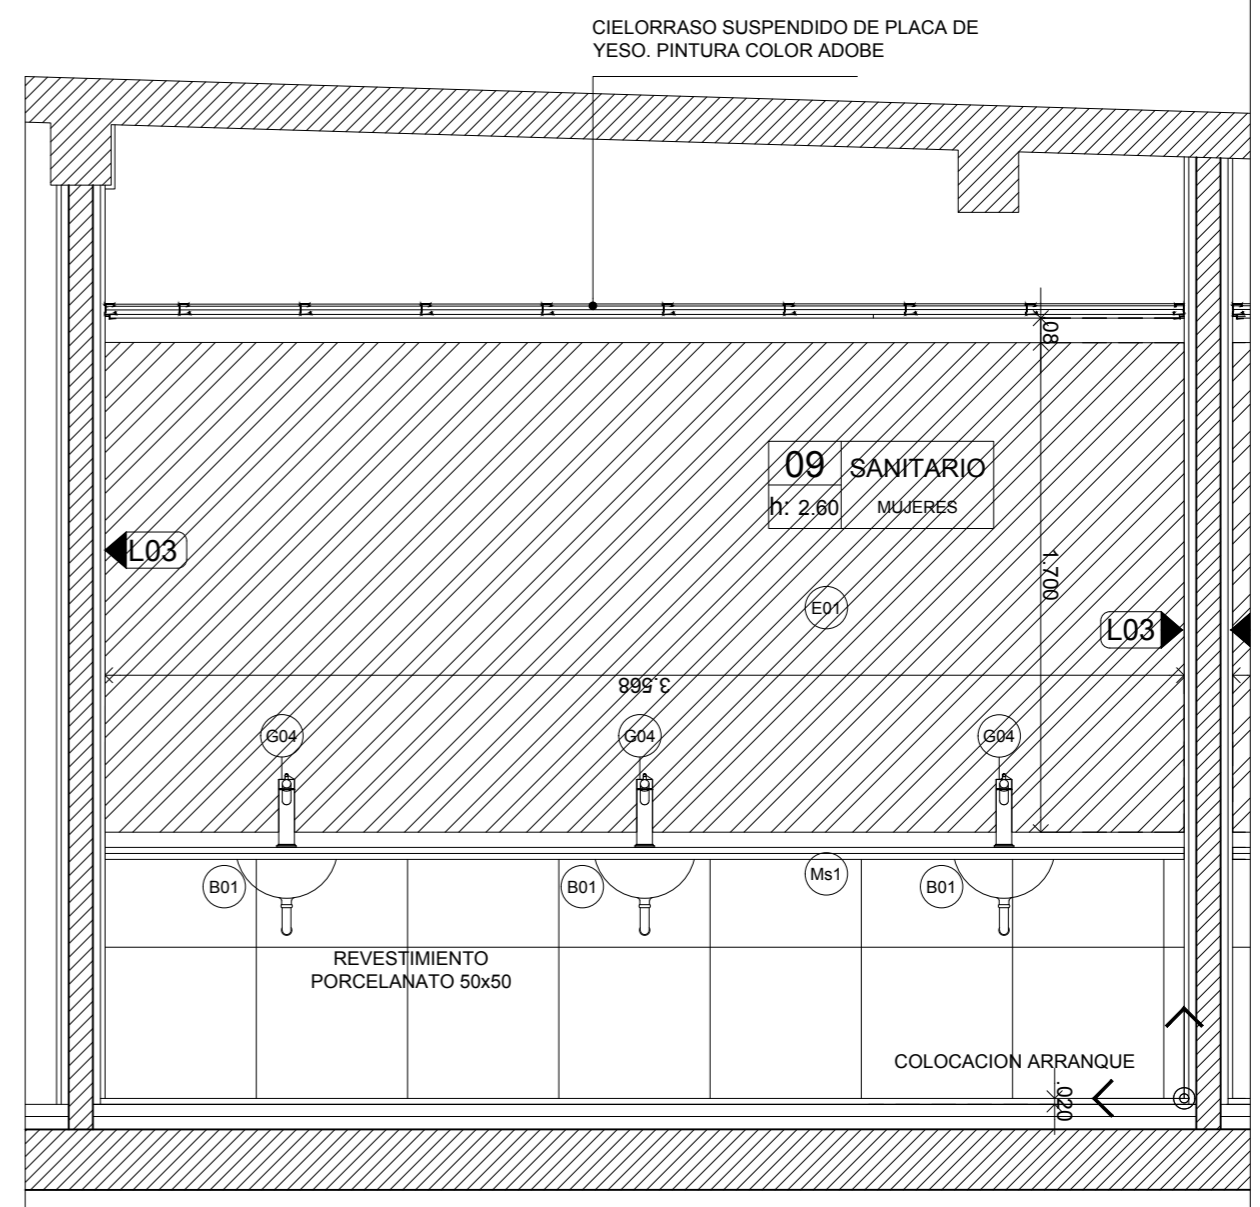 CIELORRASO SUSPENDIDO DE PLACA DE
YESO. PINTURA COLOR ADOBE
.08
09 SANITARIO
h: 2.60 MUJERES
L03
1.700
E01
L03
3.568
G04 G04 G04
B01 B01 Ms1 B01
REVESTIMIENTO
PORCELANATO 50x50
COLOCACION ARRANQUE
.020